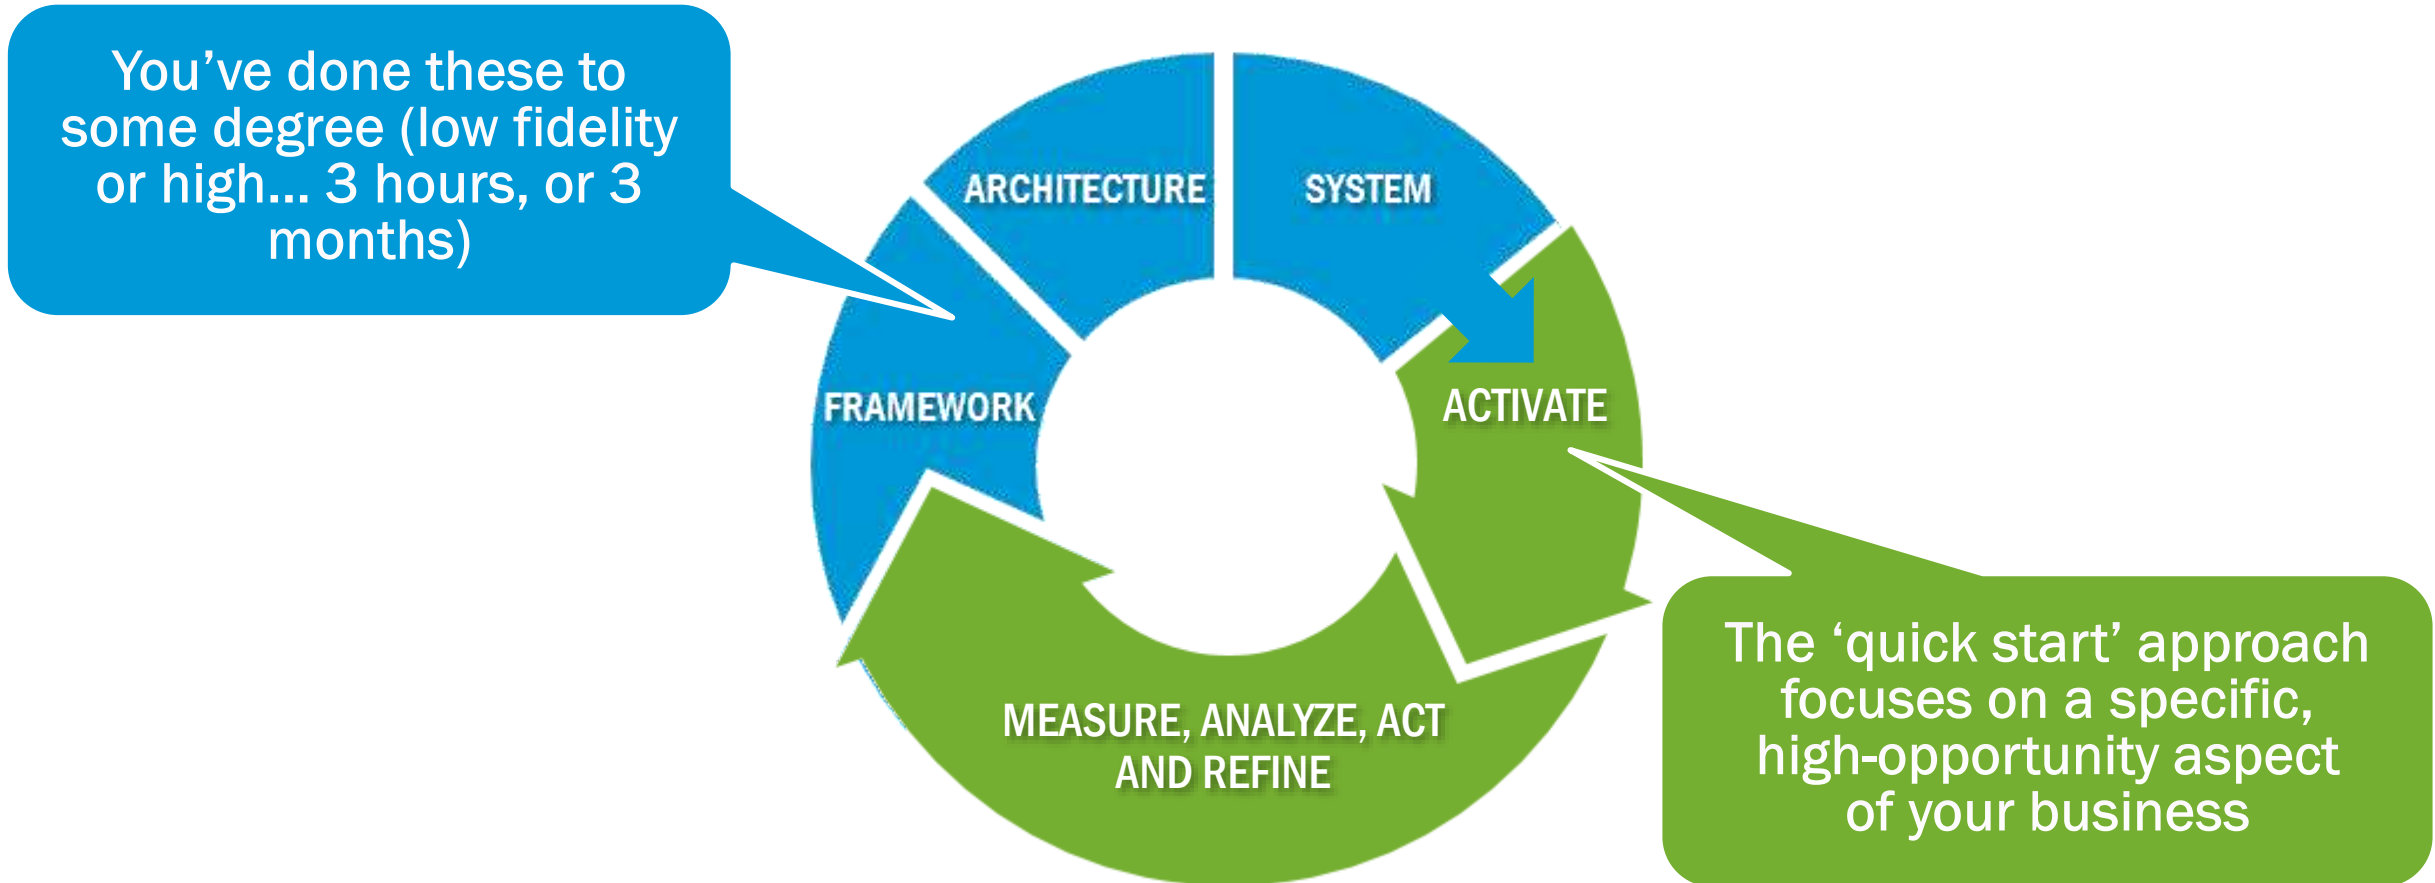 You’ve done these to
some degree (low fidelity
or high... 3 hours, or 3
months)
ARCHITECTURE
SYSTEM
FRAMEWORK
ACTIVATE
MEASURE, ANALYZE, ACT
AND REFINE
The ‘quick start’ approach
focuses on a specific,
high-opportunity aspect
of your business